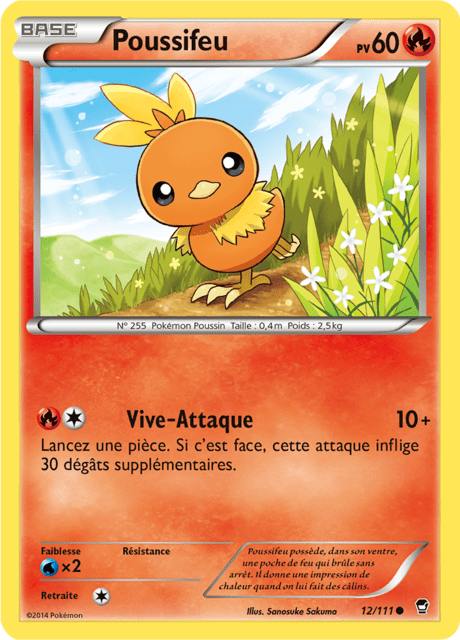 BASE Poussifeu PV60
N° 255 Pokémon Poussin Taille : 0,4m Poids : 2,5kg
Vive-Attaque 10+
Lancez une pièce. Si c'est face, cette attaque inflige
30 dégâts supplémentaires.
Faiblesse Résistance
×2
Retraite
Poussifeu possède, dans son ventre,
une poche de feu qui brûle sans
arrêt. Il donne une impression de
chaleur quand on lui fait des câlins.
©2014 Pokémon Illus. Sanosuke Sakuma 12/111